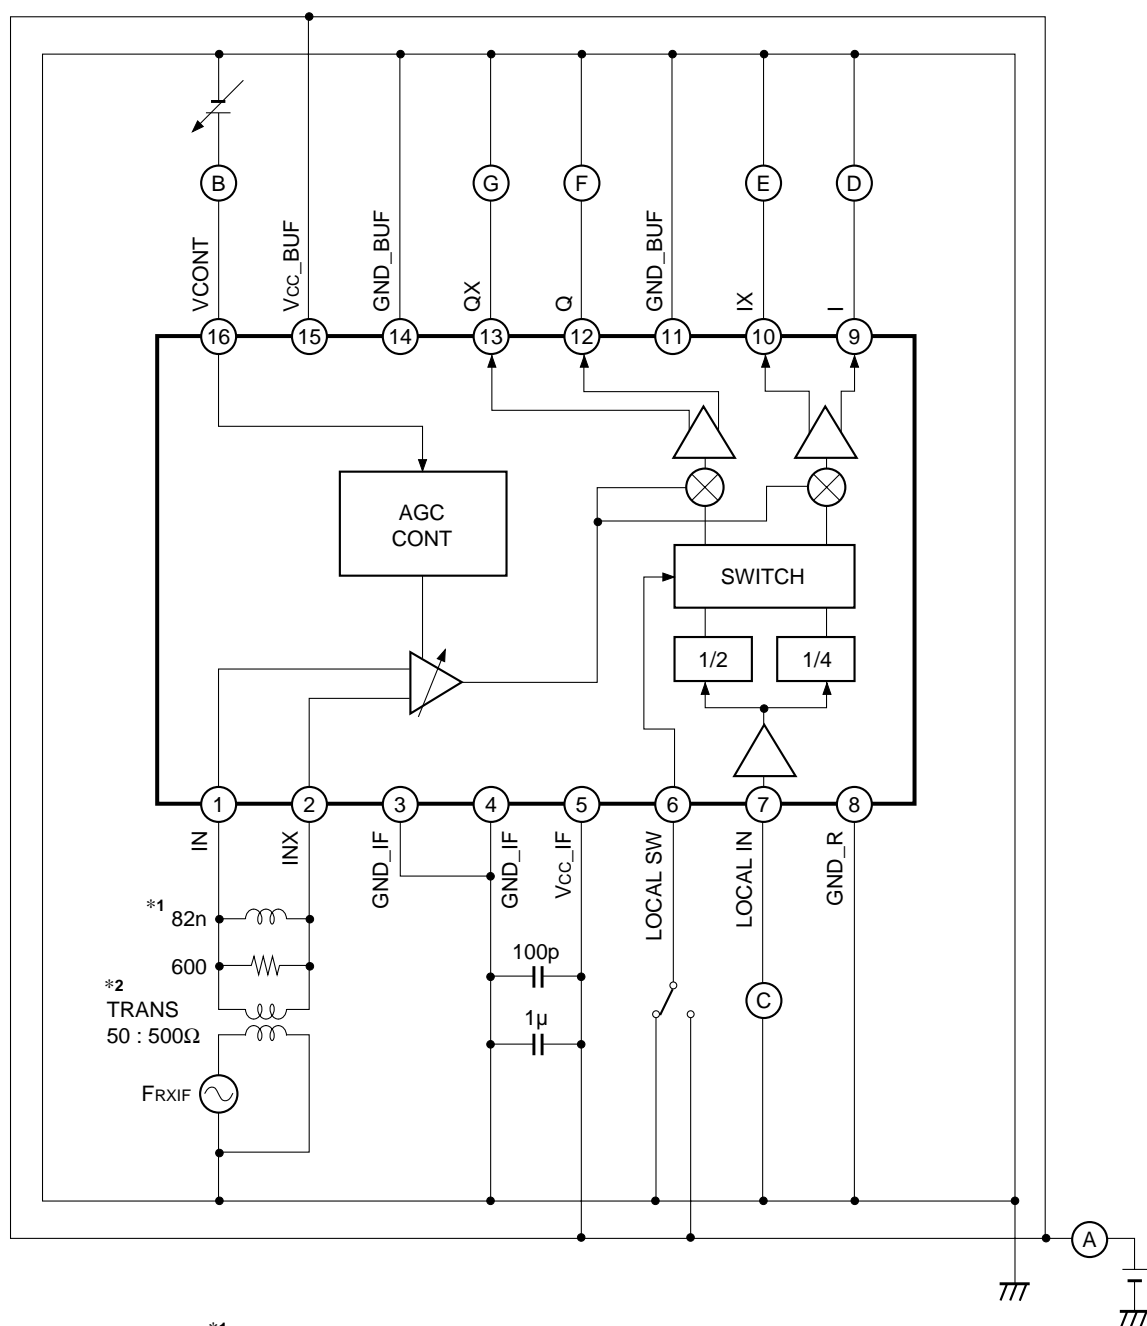 B
G
F
E
D
VCONT
VCC_BUF
GND_BUF
QX
Q
GND_BUF
IX
I
16
15
14
13
12
11
10
9
AGC
CONT
SWITCH
1/2
1/4
1
2
3
4
5
6
7
8
IN
INX
GND_IF
GND_IF
VCC_IF
LOCAL SW
LOCAL IN
GND_R
*1
82n
600
*2
TRANS
50 : 500Ω
100p
1µ
C
FRXIF
A
*1